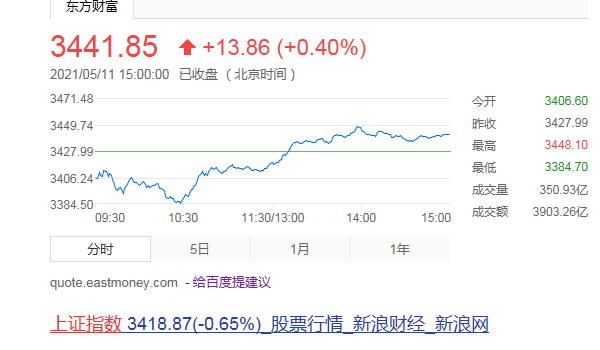 东方财富
3441.85 +13.86 (+0.40%)
2021/05/11 15:00:00 已收盘 ( 北京时间 )
3471.48
3449.74
3427.99
3406.24
3384.50
09:30 10:30 11:30/13:00 14:00 15:00
今开 3406.60
昨收 3427.99
最高 3448.10
最低 3384.70
成交量 350.93亿
成交额 3903.26亿
分时 5日 1月 1年
quote.eastmoney.com - 给百度提建议
上证指数 3418.87(-0.65%)_股票行情_新浪财经_新浪网